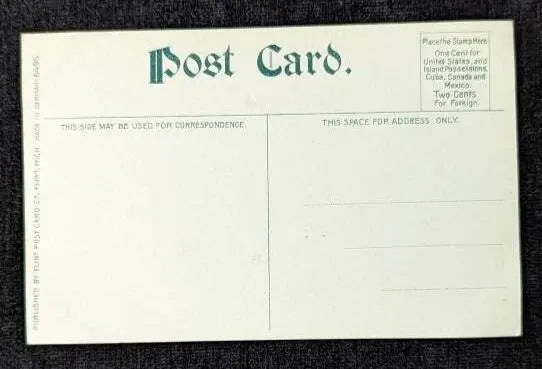 Post Card.
Place the Stamp Here
One Cent for
United States, and
Island Possessions,
Cuba, Canada and
Mexico.
Two Cents
For Foreign.
THIS SIDE MAY BE USED FOR CORRESPONDENCE.
THIS SPACE FOR ADDRESS ONLY.
PUBLISHED BY FLINT POST CARD CO., FLINT, MICH. MADE IN GERMANY